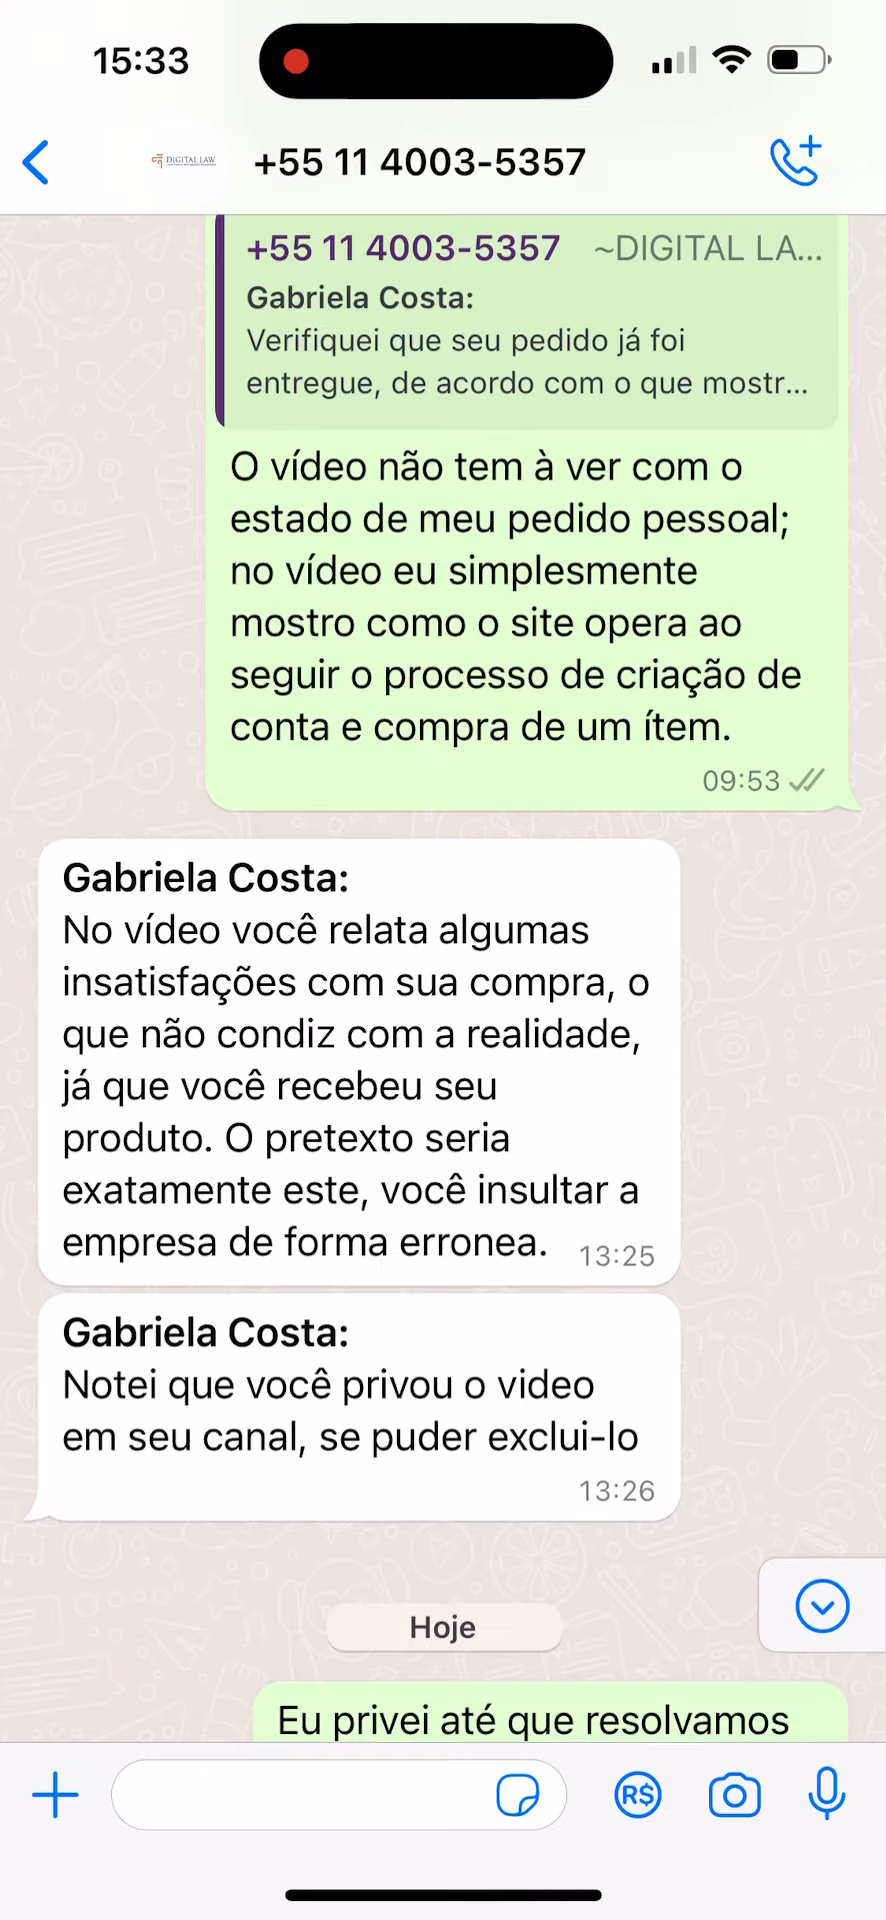 15:33
DIGITAL LAW
+55 11 4003-5357
+55 11 4003-5357 ~DIGITAL LA...
Gabriela Costa:
Verifiquei que seu pedido já foi
entregue, de acordo com o que mostr...
O vídeo não tem à ver com o
estado de meu pedido pessoal;
no vídeo eu simplesmente
mostro como o site opera ao
seguir o processo de criação de
conta e compra de um ítem.
09:53
Gabriela Costa:
No vídeo você relata algumas
insatisfações com sua compra, o
que não condiz com a realidade,
já que você recebeu seu
produto. O pretexto seria
exatamente este, você insultar a
empresa de forma erronea. 13:25
Gabriela Costa:
Notei que você privou o video
em seu canal, se puder exclui-lo
13:26
Hoje
Eu privei até que resolvamos
R$